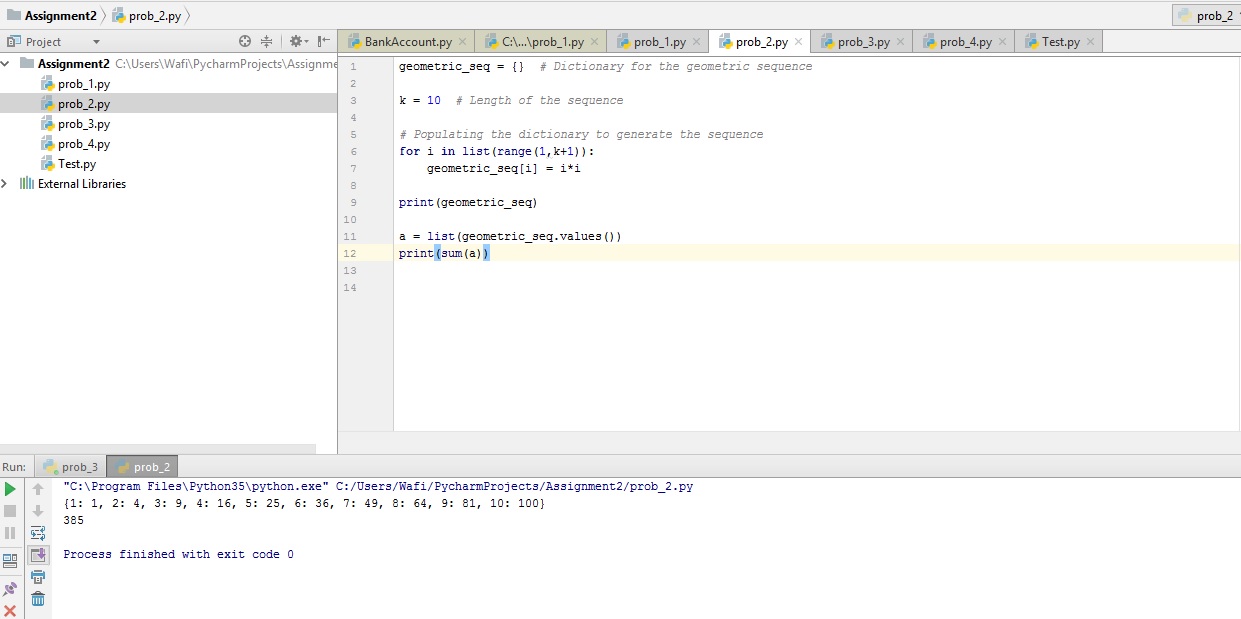 Assignment2 prob_2.py prob_2
Project BankAccount.py C:\...\prob_1.py prob_1.py prob_2.py prob_3.py prob_4.py Test.py
Assignment2 C:\Users\Wafi\PycharmProjects\Assignme
prob_1.py
prob_2.py
prob_3.py
prob_4.py
Test.py
External Libraries
1 geometric_seq = {}  # Dictionary for the geometric sequence
2
3 k = 10  # Length of the sequence
4
5 # Populating the dictionary to generate the sequence
6 for i in list(range(1,k+1)):
7     geometric_seq[i] = i*i
8
9 print(geometric_seq)
10
11 a = list(geometric_seq.values())
12 print(sum(a))
13
14
Run: prob_3 prob_2
"C:\Program Files\Python35\python.exe" C:/Users/Wafi/PycharmProjects/Assignment2/prob_2.py
{1: 1, 2: 4, 3: 9, 4: 16, 5: 25, 6: 36, 7: 49, 8: 64, 9: 81, 10: 100}
385
Process finished with exit code 0